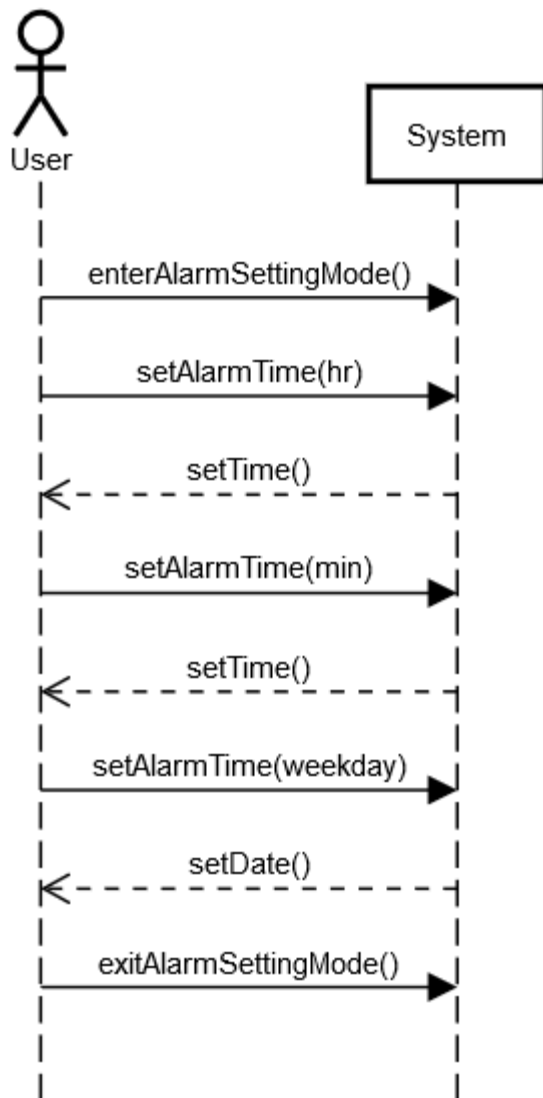 User
System
enterAlarmSettingMode()
setAlarmTime(hr)
setTime()
setAlarmTime(min)
setTime()
setAlarmTime(weekday)
setDate()
exitAlarmSettingMode()